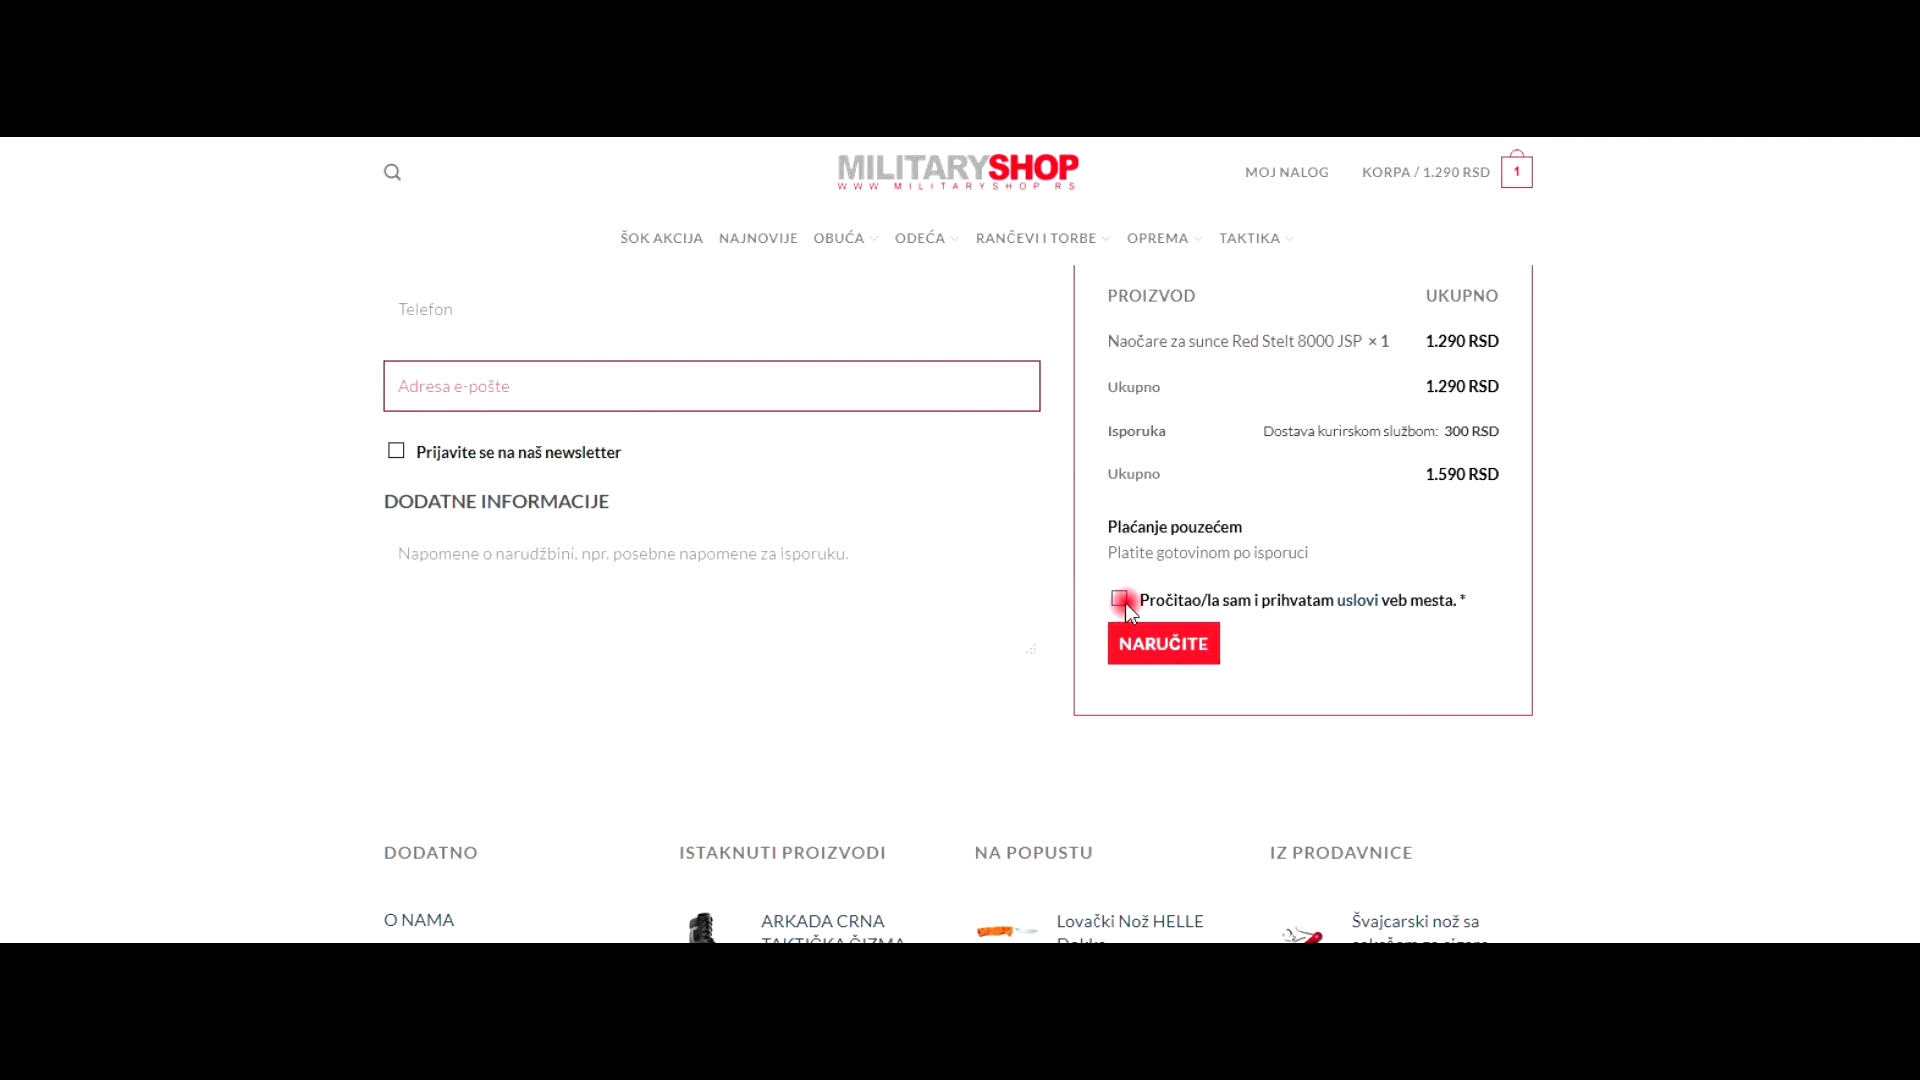 MILITARYSHOP
WWW MILITARYSHOP RS
MOJ NALOG
KORPA / 1.290 RSD
1
ŠOK AKCIJA
NAJNOVIJE
OBUĆA
ODEĆA
RANČEVI I TORBE
OPREMA
TAKTIKA
Telefon
Adresa e-pošte
Prijavite se na naš newsletter
DODATNE INFORMACIJE
Napomene o narudžbini, npr. posebne napomene za isporuku.
PROIZVOD UKUPNO
Naočare za sunce Red Stelt 8000 JSP × 1 1.290 RSD
Ukupno 1.290 RSD
Isporuka Dostava kurirskom službom: 300 RSD
Ukupno 1.590 RSD
Plaćanje pouzećem
Platite gotovinom po isporuci
Pročitao/la sam i prihvatam uslovi veb mesta. *
NARUČITE
DODATNO
O NAMA
ISTAKNUTI PROIZVODI
ARKADA CRNA
TAKTIČKA ČIZMA
NA POPUSTU
Lovački Nož HELLE
IZ PRODAVNICE
Švajcarski nož sa